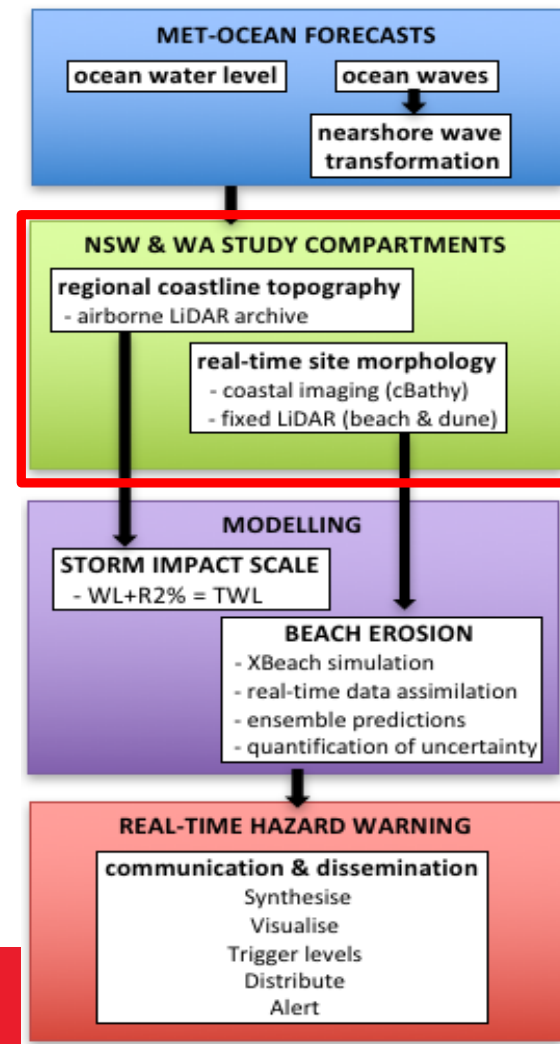 MET-OCEAN FORECASTS
ocean water level
ocean waves
nearshore wave
transformation
NSW & WA STUDY COMPARTMENTS
regional coastline topography
- airborne LiDAR archive
real-time site morphology
- coastal imaging (cBathy)
- fixed LiDAR (beach & dune)
MODELLING
STORM IMPACT SCALE
- WL+R2% = TWL
BEACH EROSION
- XBeach simulation
- real-time data assimilation
- ensemble predictions
- quantification of uncertainty
REAL-TIME HAZARD WARNING
communication & dissemination
Synthesise
Visualise
Trigger levels
Distribute
Alert